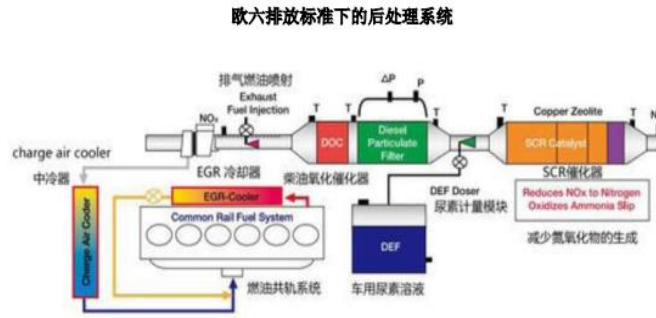 欧六排放标准下的后处理系统
排气燃油喷射
Exhaust
Fuel Injection
NOx
T
T
ΔP
P
T
T
Copper Zeolite
T
N
DOC
Diesel
Particulate
Filter
SCR Catalyst
charge air cooler
中冷器
EGR 冷却器
柴油氧化催化器
DEF Doser
尿素计量模块
SCR催化器
EGR-Cooler
Common Rail Fuel System
Charge Air Cooler
DEF
Reduces NOx to Nitrogen
Oxidizes Ammonia Slip
减少氮氧化物的生成
燃油共轨系统
车用尿素溶液